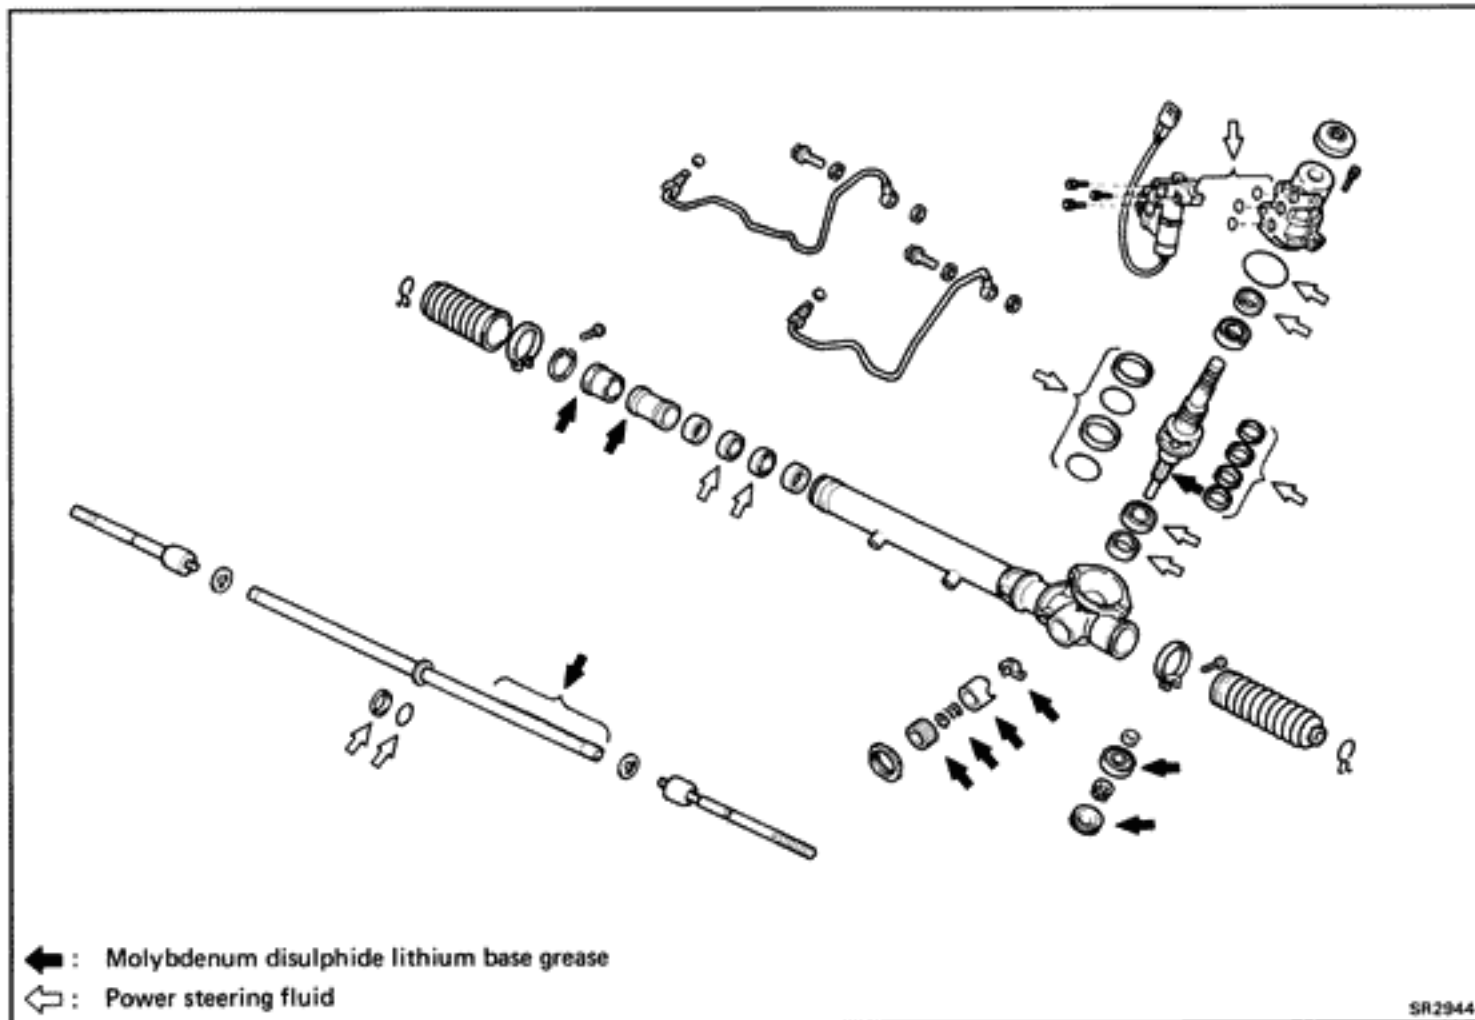 : Molybdenum disulphide lithium base grease
: Power steering fluid
SR2944